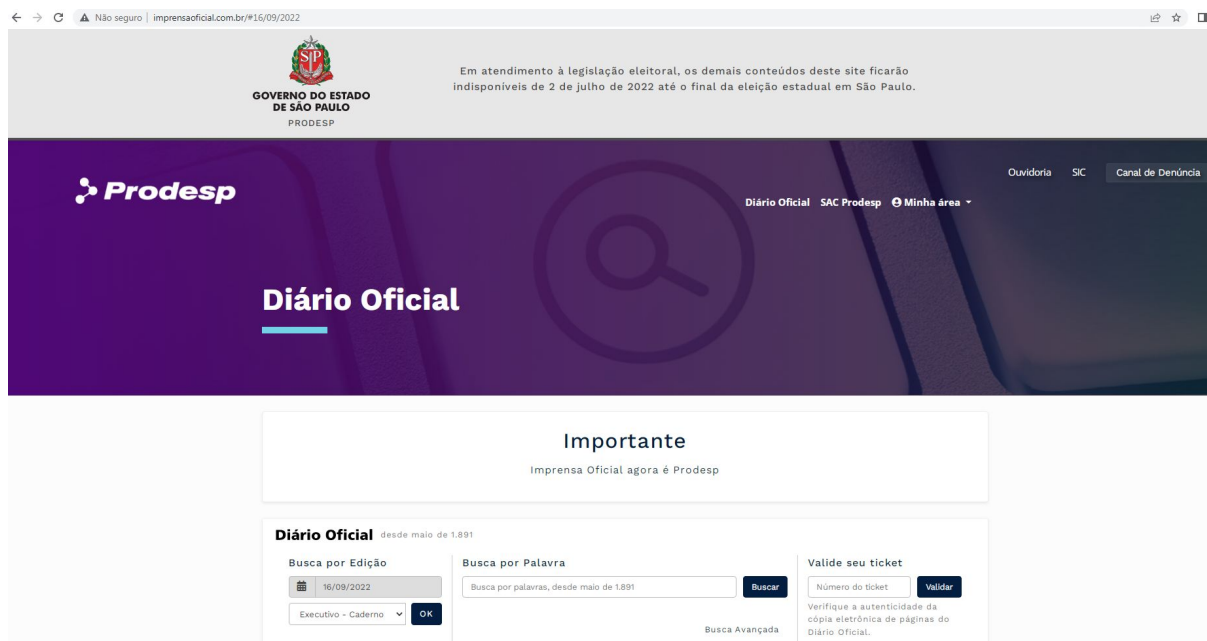 Não seguro | imprensaoficial.com.br/#16/09/2022
SP
GOVERNO DO ESTADO
DE SÃO PAULO
PRODESP
Em atendimento à legislação eleitoral, os demais conteúdos deste site ficarão
indisponíveis de 2 de julho de 2022 até o final da eleição estadual em São Paulo.
Ouvidoria SIC Canal de Denúncia
Prodesp
Diário Oficial SAC Prodesp Minha área
Diário Oficial
Importante
Imprensa Oficial agora é Prodesp
Diário Oficial desde maio de 1.891
Busca por Edição
16/09/2022
Executivo - Caderno
OK
Busca por Palavra
Busca por palavras, desde maio de 1.891
Buscar
Busca Avançada
Valide seu ticket
Número do ticket
Validar
Verifique a autenticidade da
cópia eletrônica de páginas do
Diário Oficial.